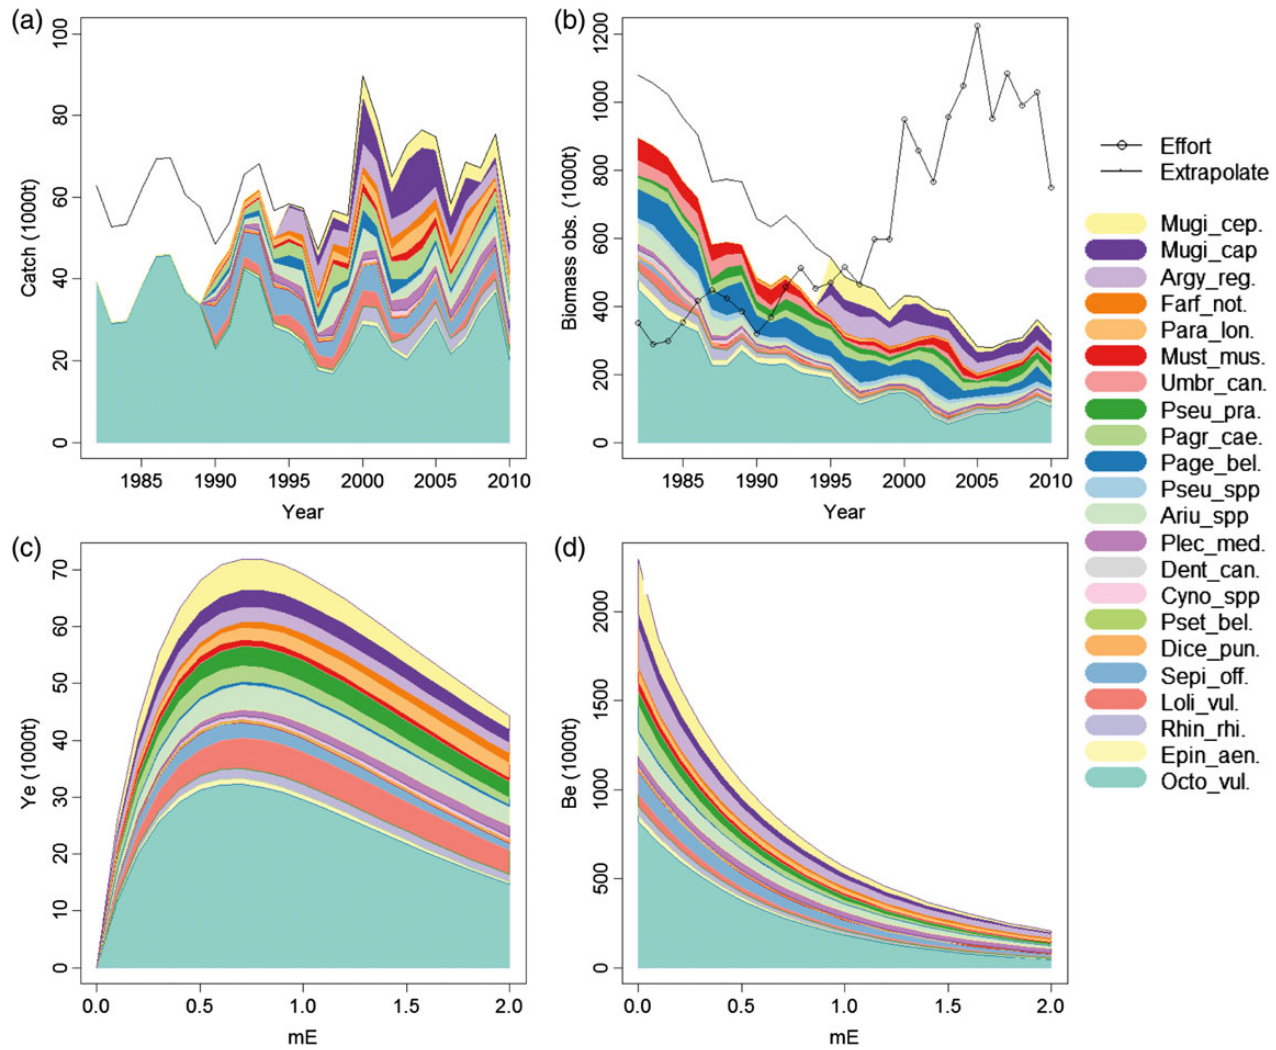 (a)
100
80
60
40
20
0
Catch (1000t)
1985 1990 1995 2000 2005 2010
Year
(b)
1200
1000
800
600
400
200
0
Biomass obs. (1000t)
1985 1990 1995 2000 2005 2010
Year
Effort
Extrapolate
Mugi_cep.
Mugi_cap
Argy_reg.
Farf_not.
Para_lon.
Must_mus.
Umbr_can.
Pseu_pra.
Pagr_cae.
Page_bel.
Pseu_spp
Ariu_spp
Plec_med.
Dent_can.
Cyno_spp
Pset_bel.
Dice_pun.
Sepi_off.
Loli_vul.
Rhin_rhi.
Epin_aen.
Octo_vul.
(c)
70
60
50
40
30
20
10
0
Ye (1000t)
0.0 0.5 1.0 1.5 2.0
mE
(d)
2000
1500
1000
500
0
Be (1000t)
0.0 0.5 1.0 1.5 2.0
mE